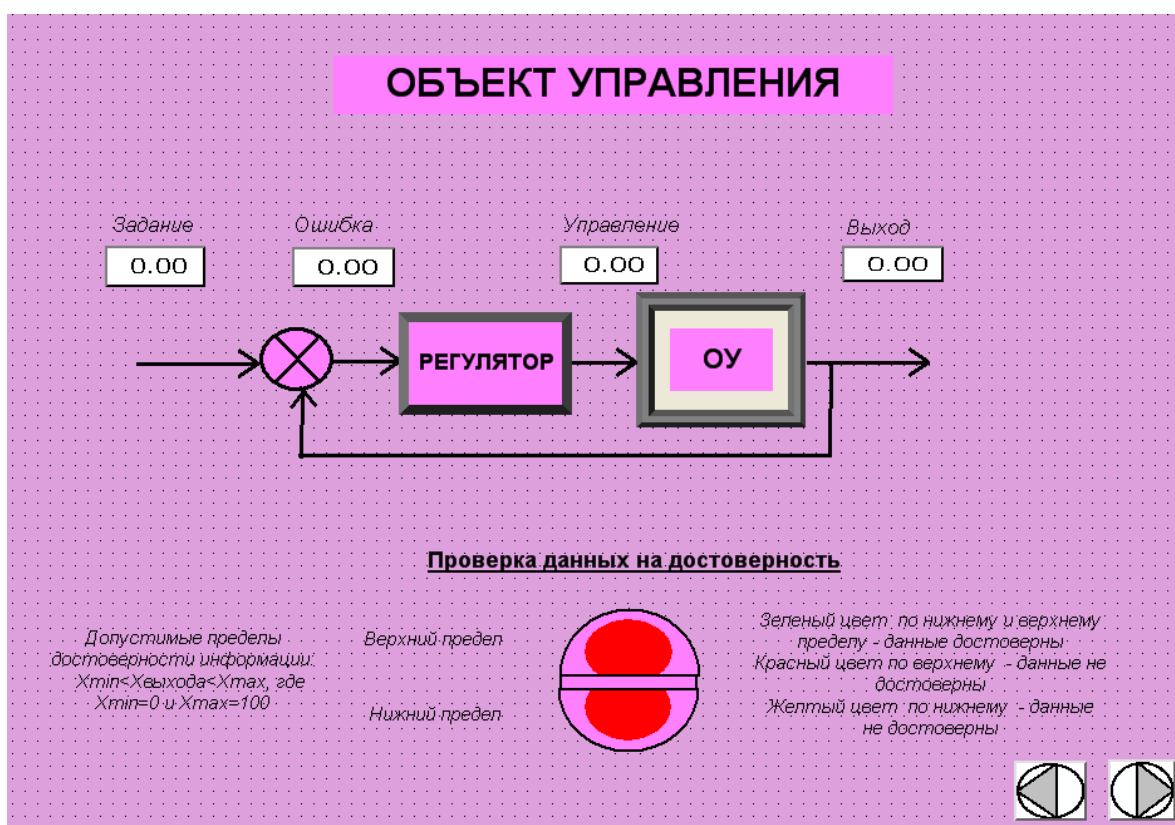 ОБЪЕКТ УПРАВЛЕНИЯ
Задание
Ошибка
Управление
Выход
0.00
0.00
0.00
0.00
РЕГУЛЯТОР
ОУ
Проверка данных на достоверность
Допустимые пределы
достоверности информации:
Xmin<Xвыхода<Xmax, где
Xmin=0 и Xmax=100
Верхний предел
Нижний предел
Зеленый цвет по нижнему и верхнему
пределу - данные достоверны
Красный цвет по верхнему - данные не
достоверны
Желтый цвет по нижнему - данные
не достоверны